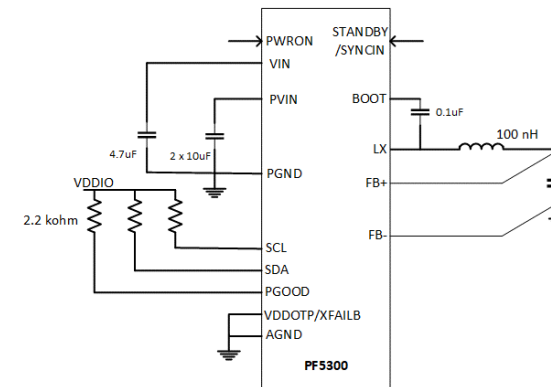 PWRON
STANDBY
/SYNCIN
VIN
PVIN
BOOT
0.1uF
4.7uF
2 x 10uF
LX
100 nH
PGND
VDDIO
FB+
2.2 kohm
FB-
SCL
SDA
PGOOD
VDDOTP/XFAILB
AGND
PF5300